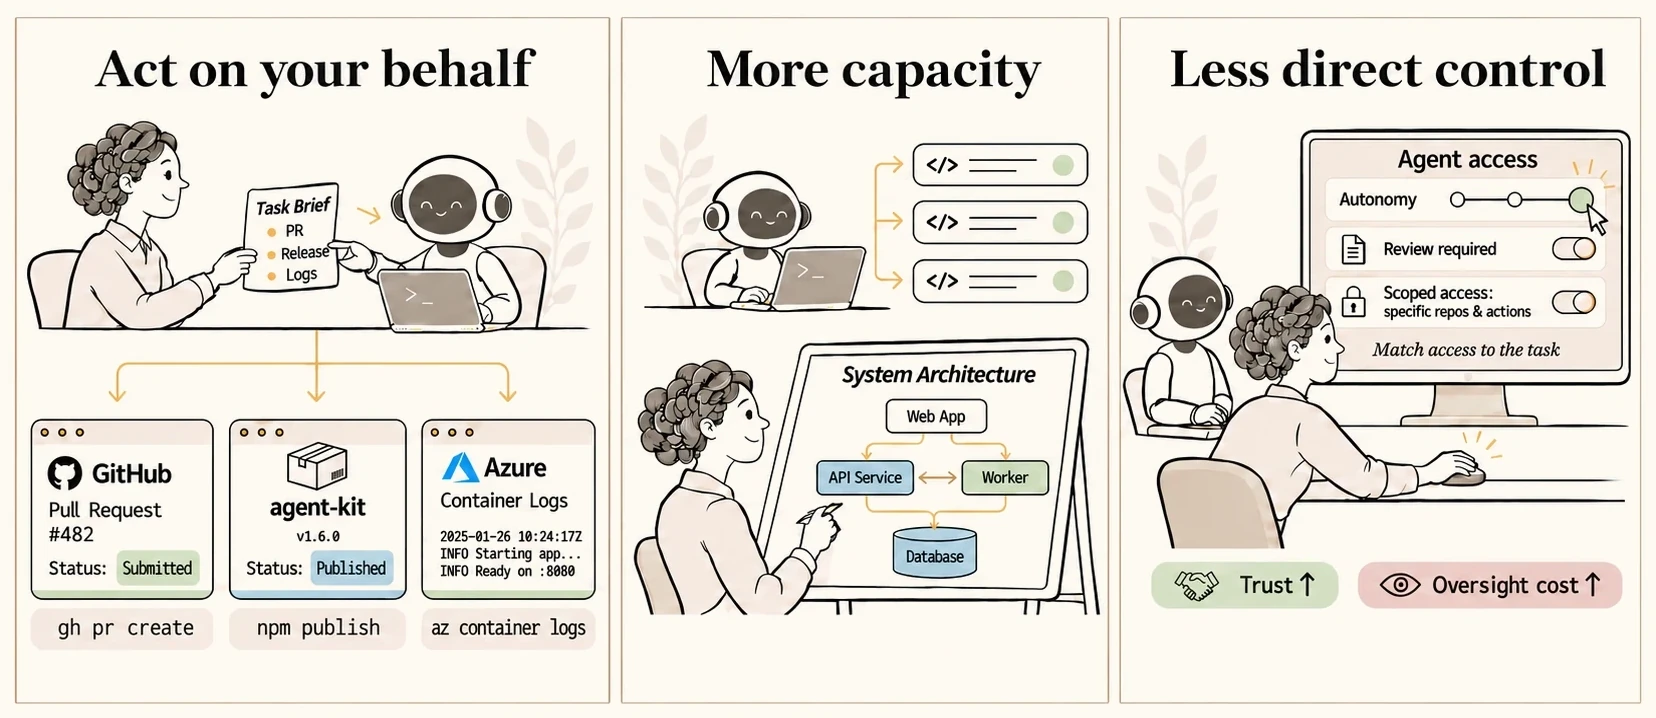 Act on your behalf
Task Brief
PR
Release
Logs
>_
GitHub
Pull Request
#482
Status: Submitted
gh pr create
agent-kit
v1.6.0
Status: Published
npm publish
Azure
Container Logs
2025-01-26 10:24:17Z
INFO Starting app...
INFO Ready on :8080
az container logs
More capacity
>_
</>
</>
</>
System Architecture
Web App
API Service
Worker
Database
Less direct control
Agent access
Autonomy
Review required
Scoped access:
specific repos & actions
Match access to the task
Trust ↑
Oversight cost ↑